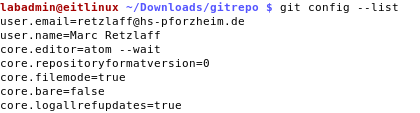 labadmin@eitlinux ~/Downloads/gitrepo $ git config --list
user.email=retzlaff@hs-pforzheim.de
user.name=Marc Retzlaff
core.editor=atom --wait
core.repositoryformatversion=0
core.filemode=true
core.bare=false
core.logallrefupdates=true